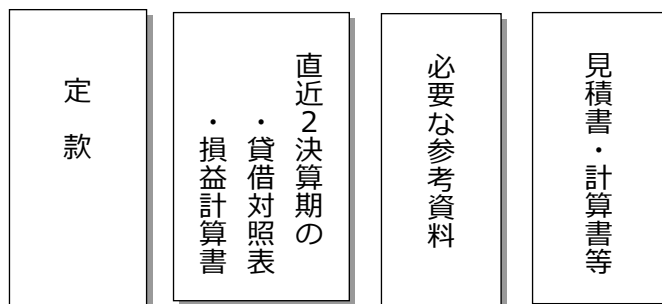 定款
直近2決算期の
・貸借対照表
・損益計算書
必要な参考資料
見積書・計算書等